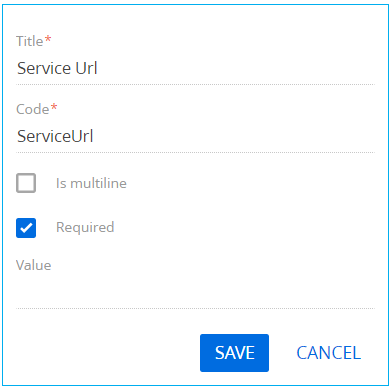 Title*
Service Url
Code*
ServiceUrl
Is multiline
Required
Value
SAVE CANCEL